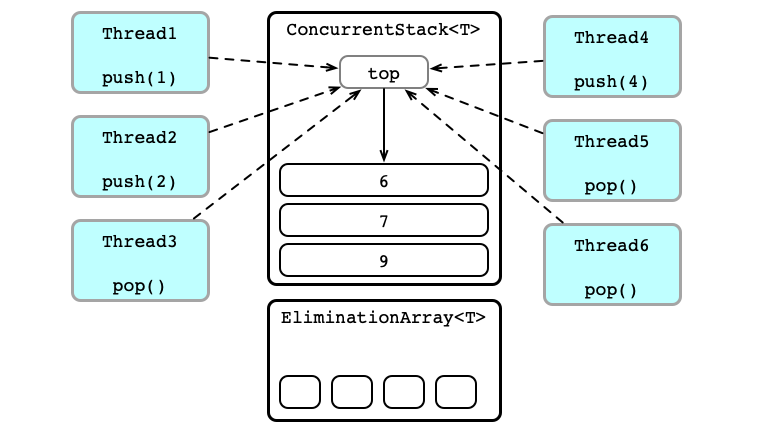 Thread1
push(1)
Thread2
push(2)
Thread3
pop()
ConcurrentStack<T>
top
6
7
9
EliminationArray<T>
Thread4
push(4)
Thread5
pop()
Thread6
pop()